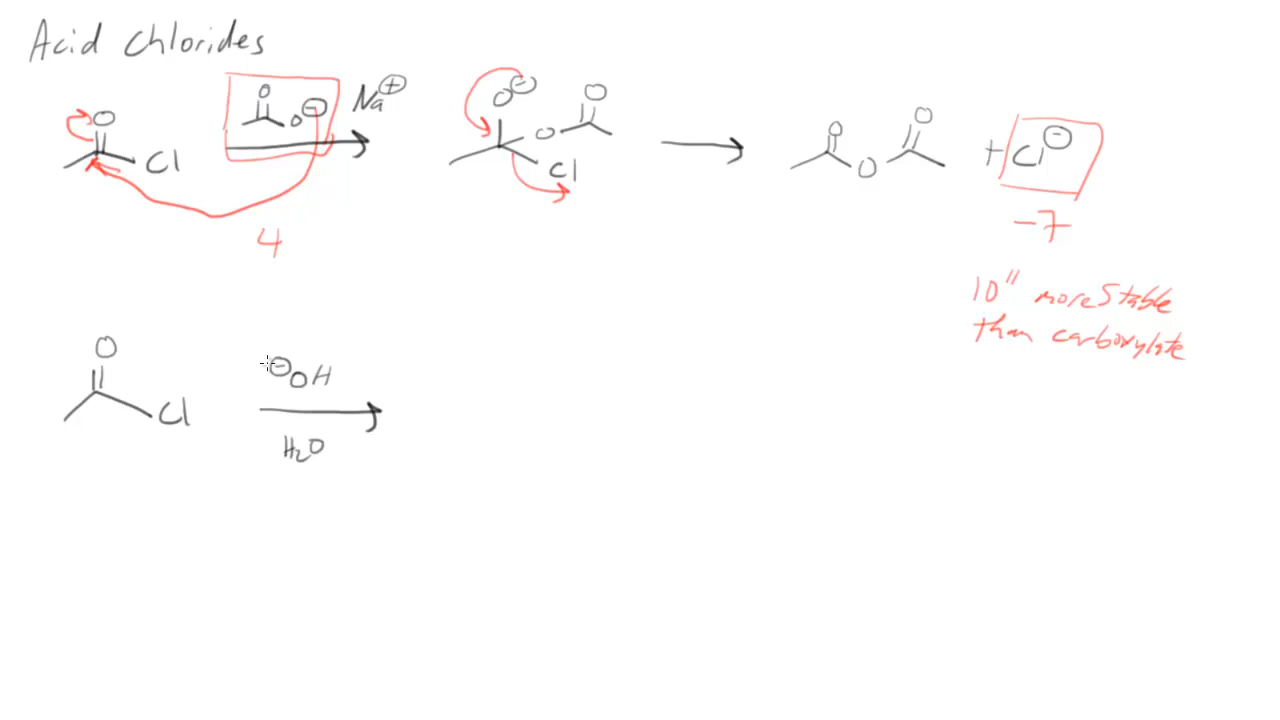 Acid chlorides
O Cl
O O⊖ Na⊕
O⊖ O O Cl
O O O + Cl⊖
4
-7
10¹¹ more stable
than carboxylate
O Cl
⊖OH
H₂O